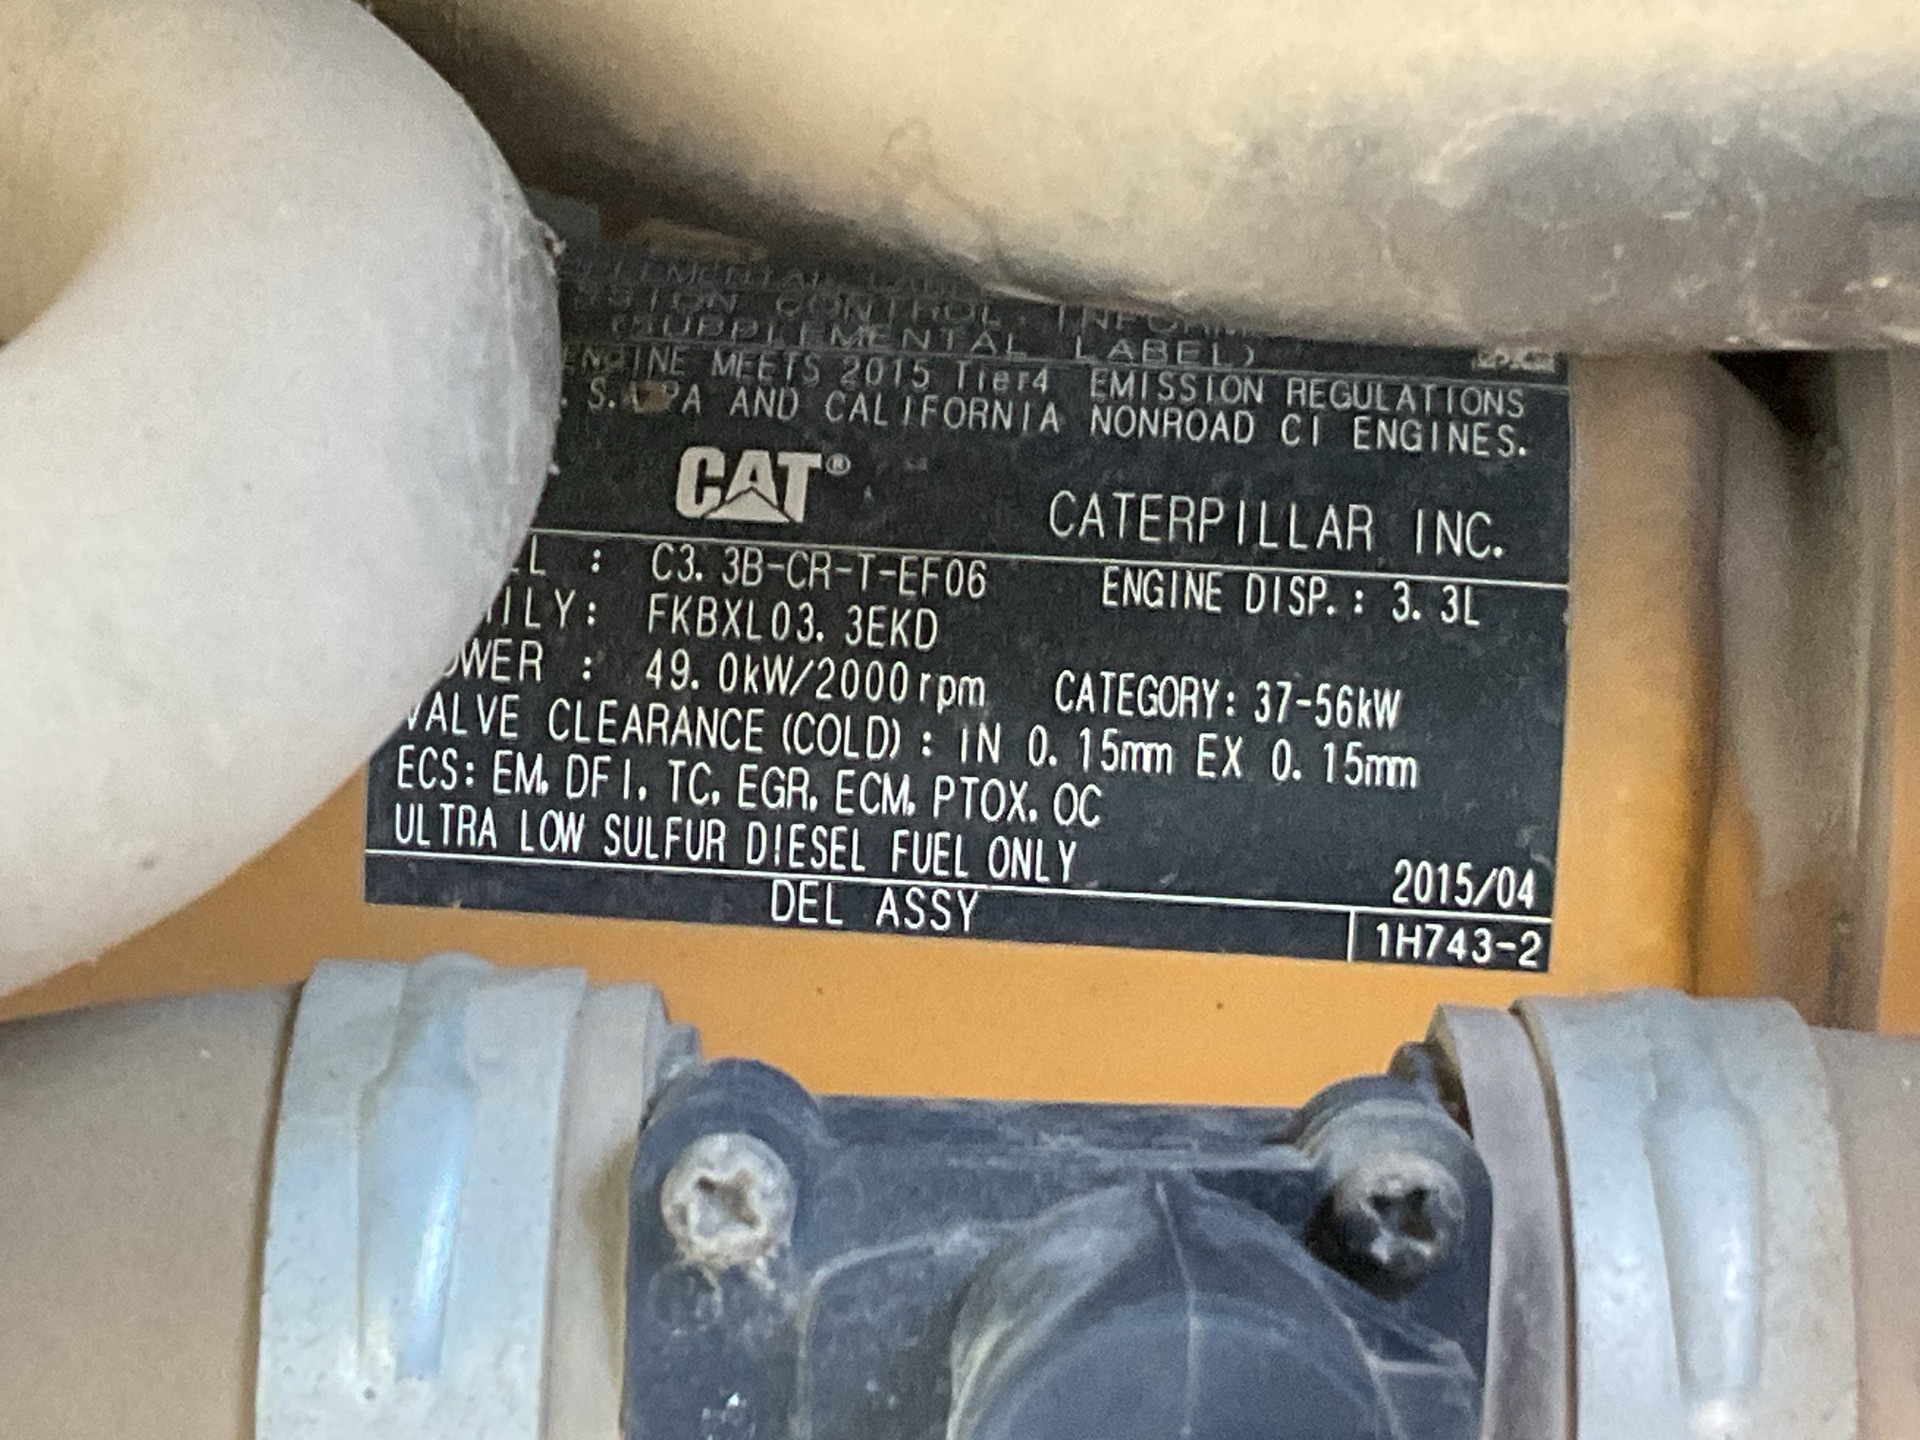 CONTROL
(SUPPLEMENTAL LABEL)
ENGINE MEETS 2015 Tier4 EMISSION REGULATIONS
AND CALIFORNIA NONROAD CI ENGINES.
CAT®
CATERPILLAR INC.
: C3.3B-CR-T-EF06 ENGINE DISP.: 3.3L
FKBXL03.3EKD
: 49.0kW/2000rpm CATEGORY: 37-56kW
VALVE CLEARANCE (COLD): IN 0.15mm EX 0.15mm
ECS: EM, DFI, TC, EGR, ECM, PTOX, OC
ULTRA LOW SULFUR DIESEL FUEL ONLY
2015/04
DEL ASSY 1H743-2